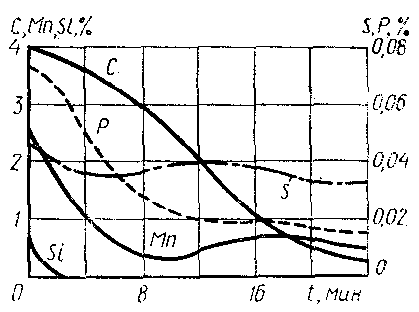 C, Mn, Si, % S, P, %
4 0,08
C
3 0,06
P
2 0,04
S
1 0,02
Si Mn
0
0 8 16 t, мин